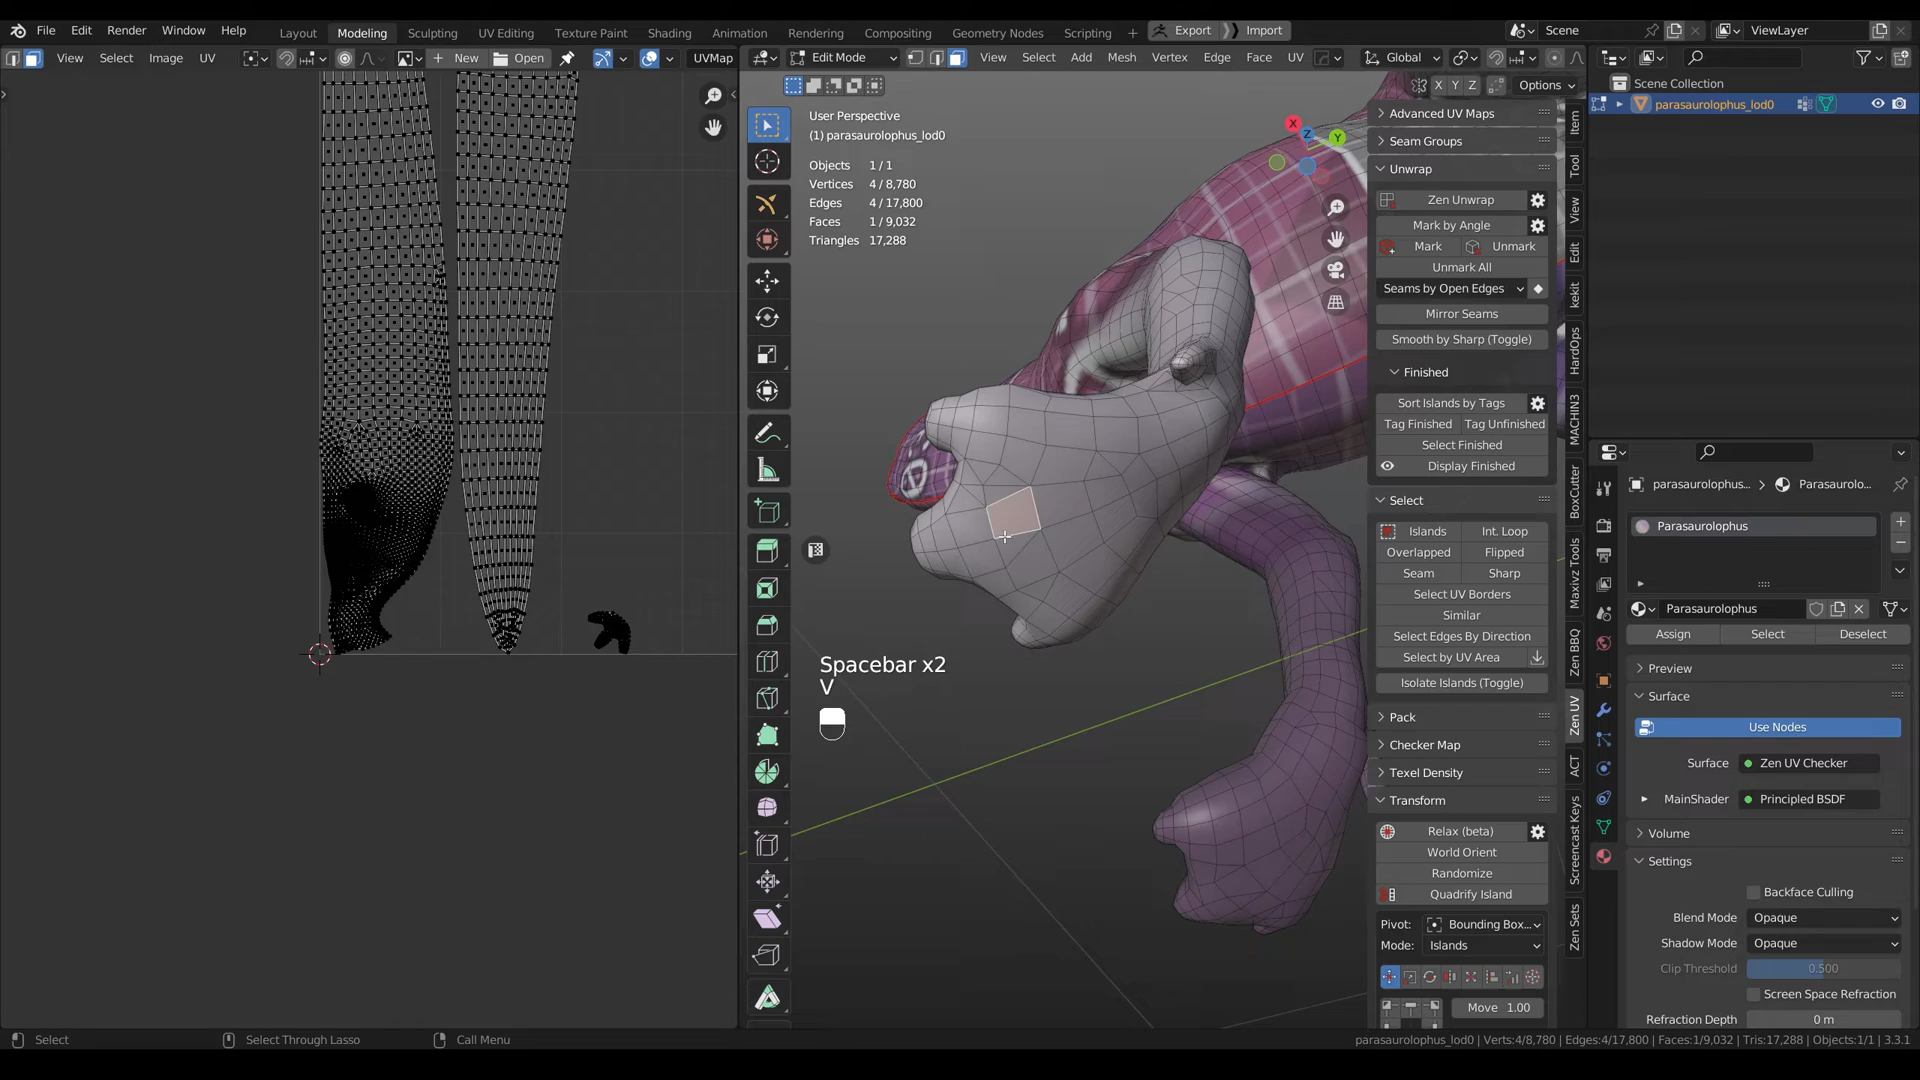 File Edit Render Window Help Layout Modeling Sculpting UV Editing Texture Paint Shading Animation Rendering Compositing Geometry Nodes Scripting + Export Import Scene ViewLayer
View Select Image UV New Open UVMap Edit Mode View Select Add Mesh Vertex Edge Face UV Global
X Y Z Options
Scene Collection
parasaurolophus_lod0
User Perspective
(1) parasaurolophus_lod0
Objects 1 / 1
Vertices 4 / 8,780
Edges 4 / 17,800
Faces 1 / 9,032
Triangles 17,288
X Z Y
Spacebar x2
V
Advanced UV Maps
Seam Groups
Unwrap
Zen Unwrap
Mark by Angle
Mark Unmark
Unmark All
Seams by Open Edges
Mirror Seams
Smooth by Sharp (Toggle)
Finished
Sort Islands by Tags
Tag Finished Tag Unfinished
Select Finished
Display Finished
Select
Islands Int. Loop
Overlapped Flipped
Seam Sharp
Select UV Borders
Similar
Select Edges By Direction
Select by UV Area
Isolate Islands (Toggle)
Pack
Checker Map
Texel Density
Transform
Relax (beta)
World Orient
Randomize
Quadrify Island
Pivot: Bounding Box...
Mode: Islands
Move 1.00
Item
Tool
View
Edit
kekit
HardOps
MACHIN3
BoxCutter
Maxivz Tools
Zen BBQ
Zen UV
ACT
Screencast Keys
Zen Sets
parasaurolophus... Parasaurolo...
Parasaurolophus
Parasaurolophus
Assign Select Deselect
Preview
Surface
Use Nodes
Surface Zen UV Checker
MainShader Principled BSDF
Volume
Settings
Backface Culling
Blend Mode Opaque
Shadow Mode Opaque
Clip Threshold 0.500
Screen Space Refraction
Refraction Depth 0 m
Select Select Through Lasso Call Menu parasaurolophus_lod0 | Verts:4/8,780 | Edges:4/17,800 | Faces:1/9,032 | Tris:17,288 | Objects:1/1 | 3.3.1